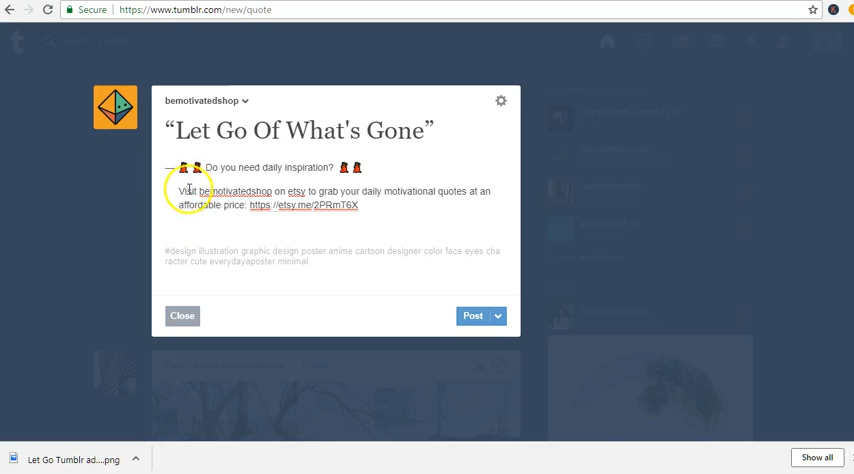 Secure | https://www.tumblr.com/new/quote
bemotivatedshop
“Let Go Of What's Gone”
— Do you need daily inspiration?
Visit bemotivatedshop on etsy to grab your daily motivational quotes at an
affordable price: https://etsy.me/2PRmT6X
#design illustration graphic design poster anime cartoon designer color face eyes cha
racter cute everydayaposter minimal
Close
Post
Let Go Tumblr ad....png
Show all